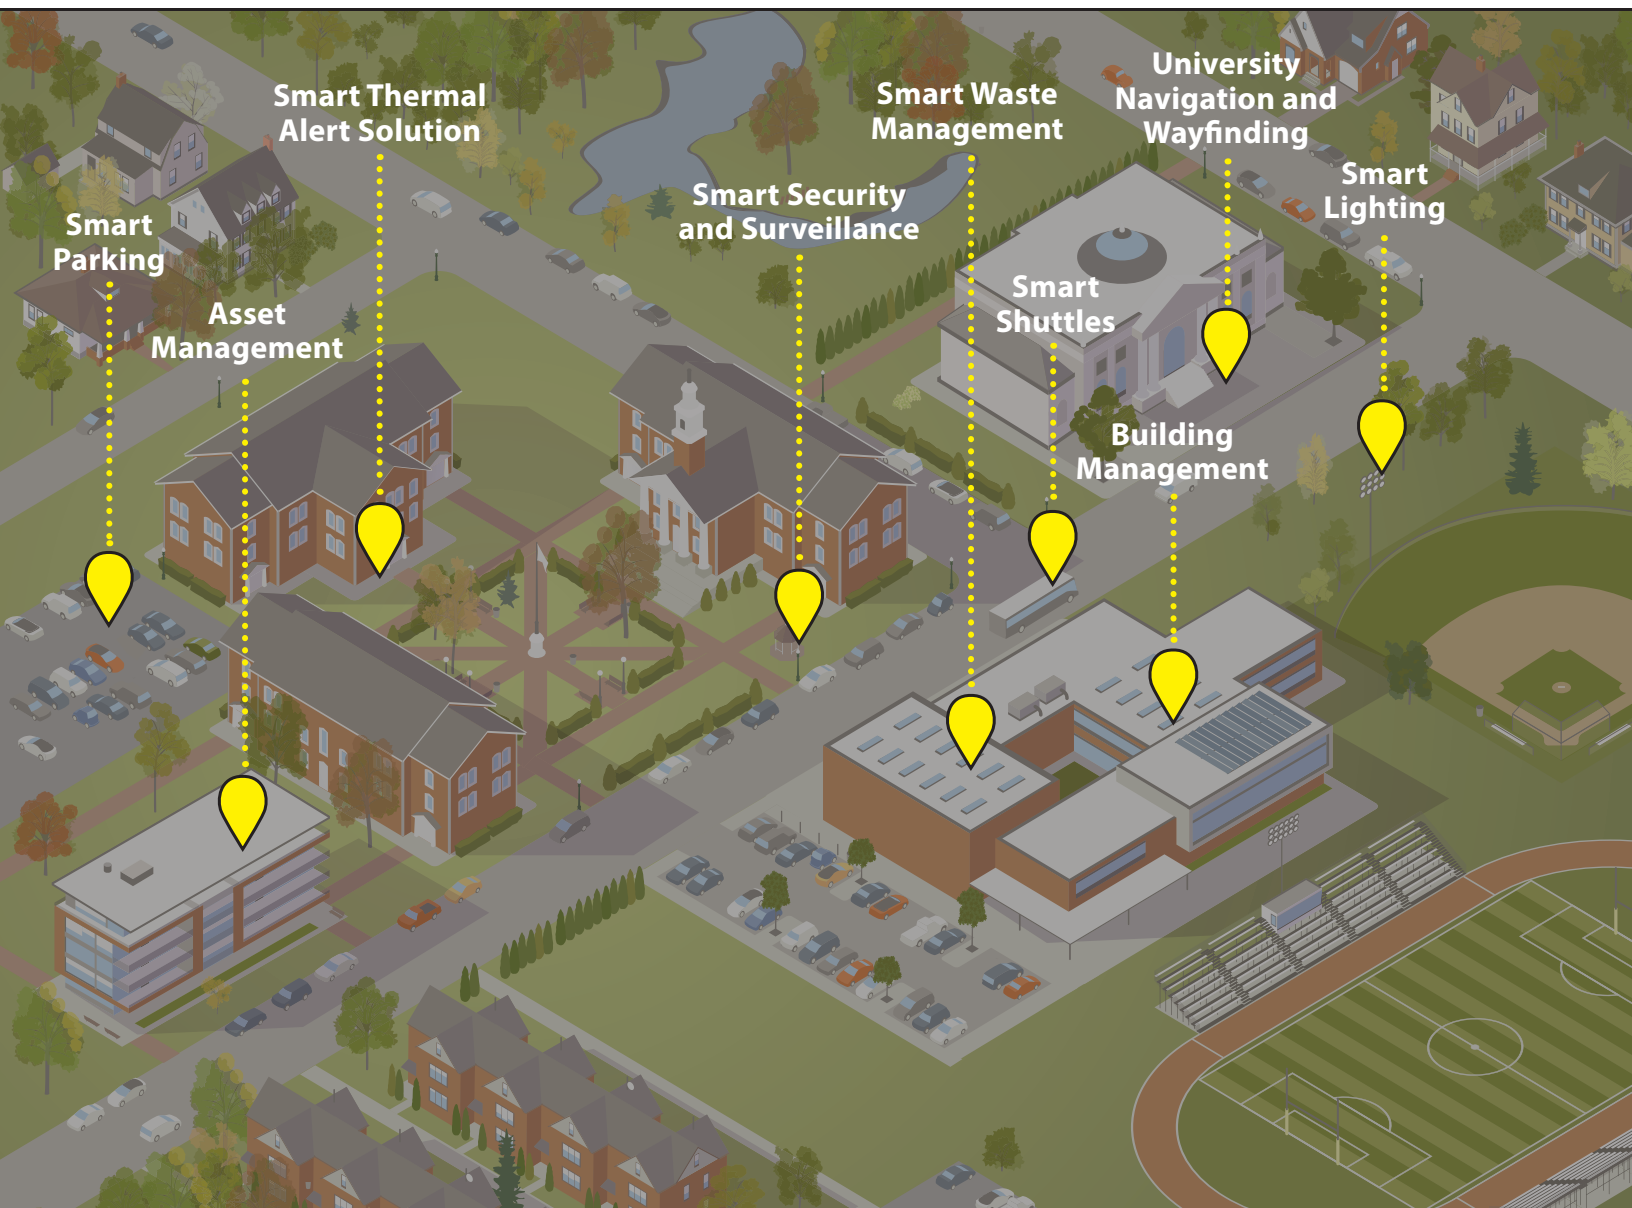 Smart Thermal
Alert Solution
Smart Waste
Management
University
Navigation and
Wayfinding
Smart Security
and Surveillance
Smart
Lighting
Smart
Parking
Asset
Management
Smart
Shuttles
Building
Management